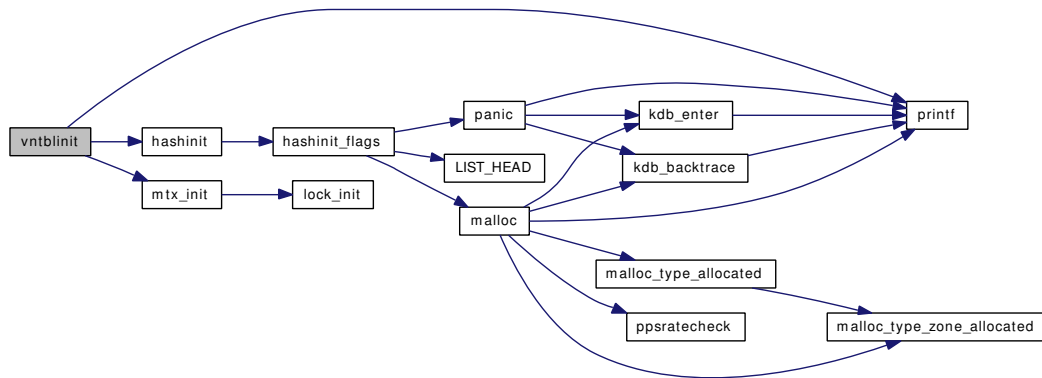 panic
kdb_enter
printf
vntblinit
hashinit
hashinit_flags
LIST_HEAD
kdb_backtrace
mtx_init
lock_init
malloc
malloc_type_allocated
ppsratecheck
malloc_type_zone_allocated